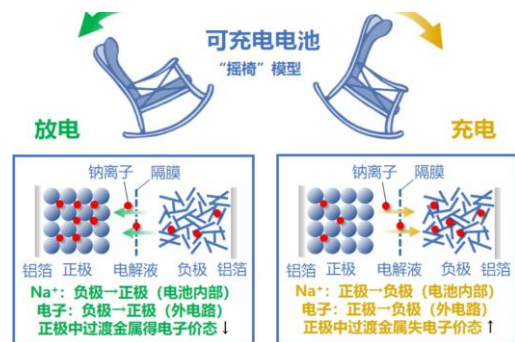 可充电电池
“摇椅”模型
放电
充电
钠离子 隔膜
铝箔 正极 电解液 负极 铝箔
Na⁺：负极→正极（电池内部）
电子：负极→正极（外电路）
正极中过渡金属得电子价态↓
钠离子 隔膜
铝箔 正极 电解液 负极 铝箔
Na⁺：正极→负极（电池内部）
电子：正极→负极（外电路）
正极中过渡金属失电子价态↑